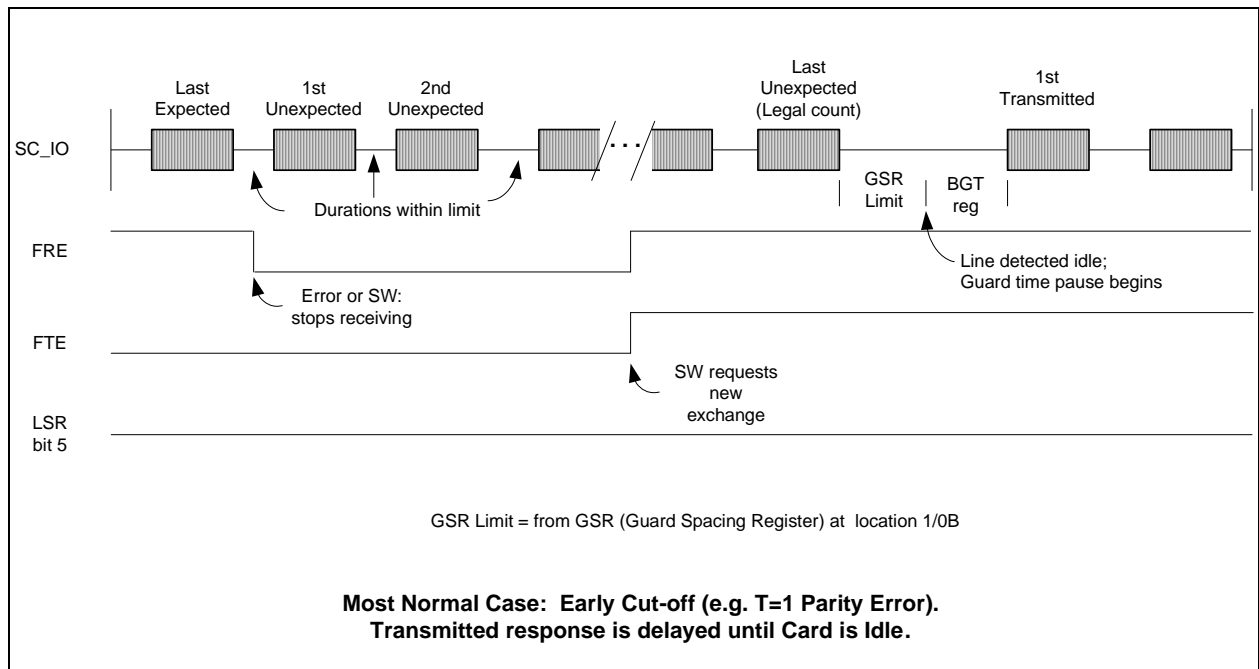 Last
Expected
1st
Unexpected
2nd
Unexpected
Last
Unexpected
(Legal count)
1st
Transmitted
SC_IO
. . .
GSR
Limit
BGT
reg
Durations within limit
FRE
Line detected idle;
Guard time pause begins
Error or SW:
stops receiving
FTE
SW requests
new
exchange
LSR
bit 5
GSR Limit = from GSR (Guard Spacing Register) at location 1/0B
Most Normal Case: Early Cut-off (e.g. T=1 Parity Error).
Transmitted response is delayed until Card is Idle.